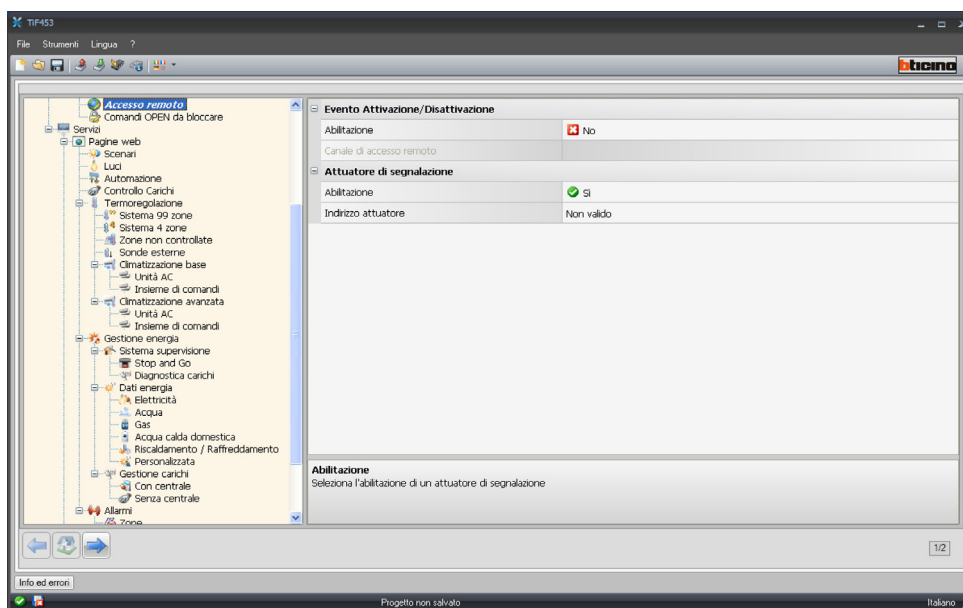 TiF453
File Strumenti Lingua ?
bticino
Accesso remoto
Comandi OPEN da bloccare
Servizi
Pagine web
Scenari
Luci
Automazione
Controllo Carichi
Termoregolazione
Sistema 99 zone
Sistema 4 zone
Zone non controllate
Sonde esterne
Climatizzazione base
Unità AC
Insieme di comandi
Climatizzazione avanzata
Unità AC
Insieme di comandi
Gestione energia
Sistema supervisione
Stop and Go
Diagnostica carichi
Dati energia
Elettricità
Acqua
Gas
Acqua calda domestica
Riscaldamento / Raffreddamento
Personalizzata
Gestione carichi
Con centrale
Senza centrale
Allarmi
Zone
Evento Attivazione/Disattivazione
Abilitazione No
Canale di accesso remoto
Attuatore di segnalazione
Abilitazione Sì
Indirizzo attuatore Non valido
Abilitazione
Seleziona l'abilitazione di un attuatore di segnalazione
1/2
Info ed errori
Progetto non salvato Italiano